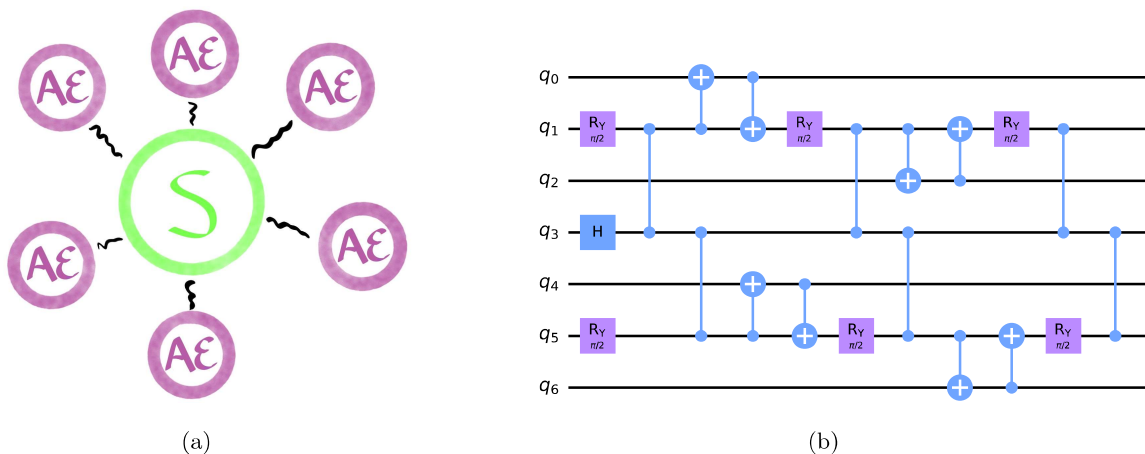 AE
AE
AE
S
AE
AE
AE
(a)
q0
q1 RY π/2 RY π/2 RY π/2
q2
q3 H
q4
q5 RY π/2 RY π/2 RY π/2
q6
(b)